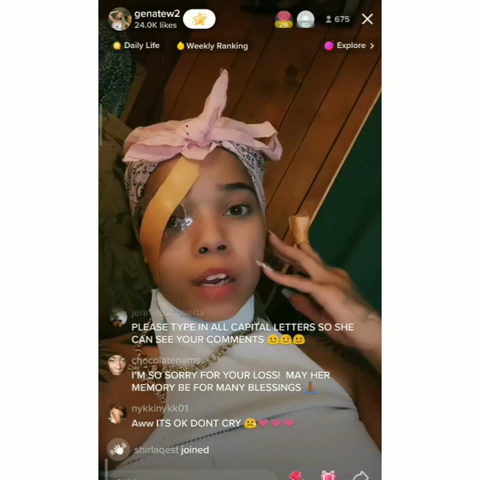 genatew2
24.0K likes
675
Daily Life
Weekly Ranking
Explore >
PLEASE TYPE IN ALL CAPITAL LETTERS SO SHE
CAN SEE YOUR COMMENTS
chocolatenams
I'M SO SORRY FOR YOUR LOSS! MAY HER
MEMORY BE FOR MANY BLESSINGS
nykkinykk01
Aww ITS OK DONT CRY
shirlaqest joined